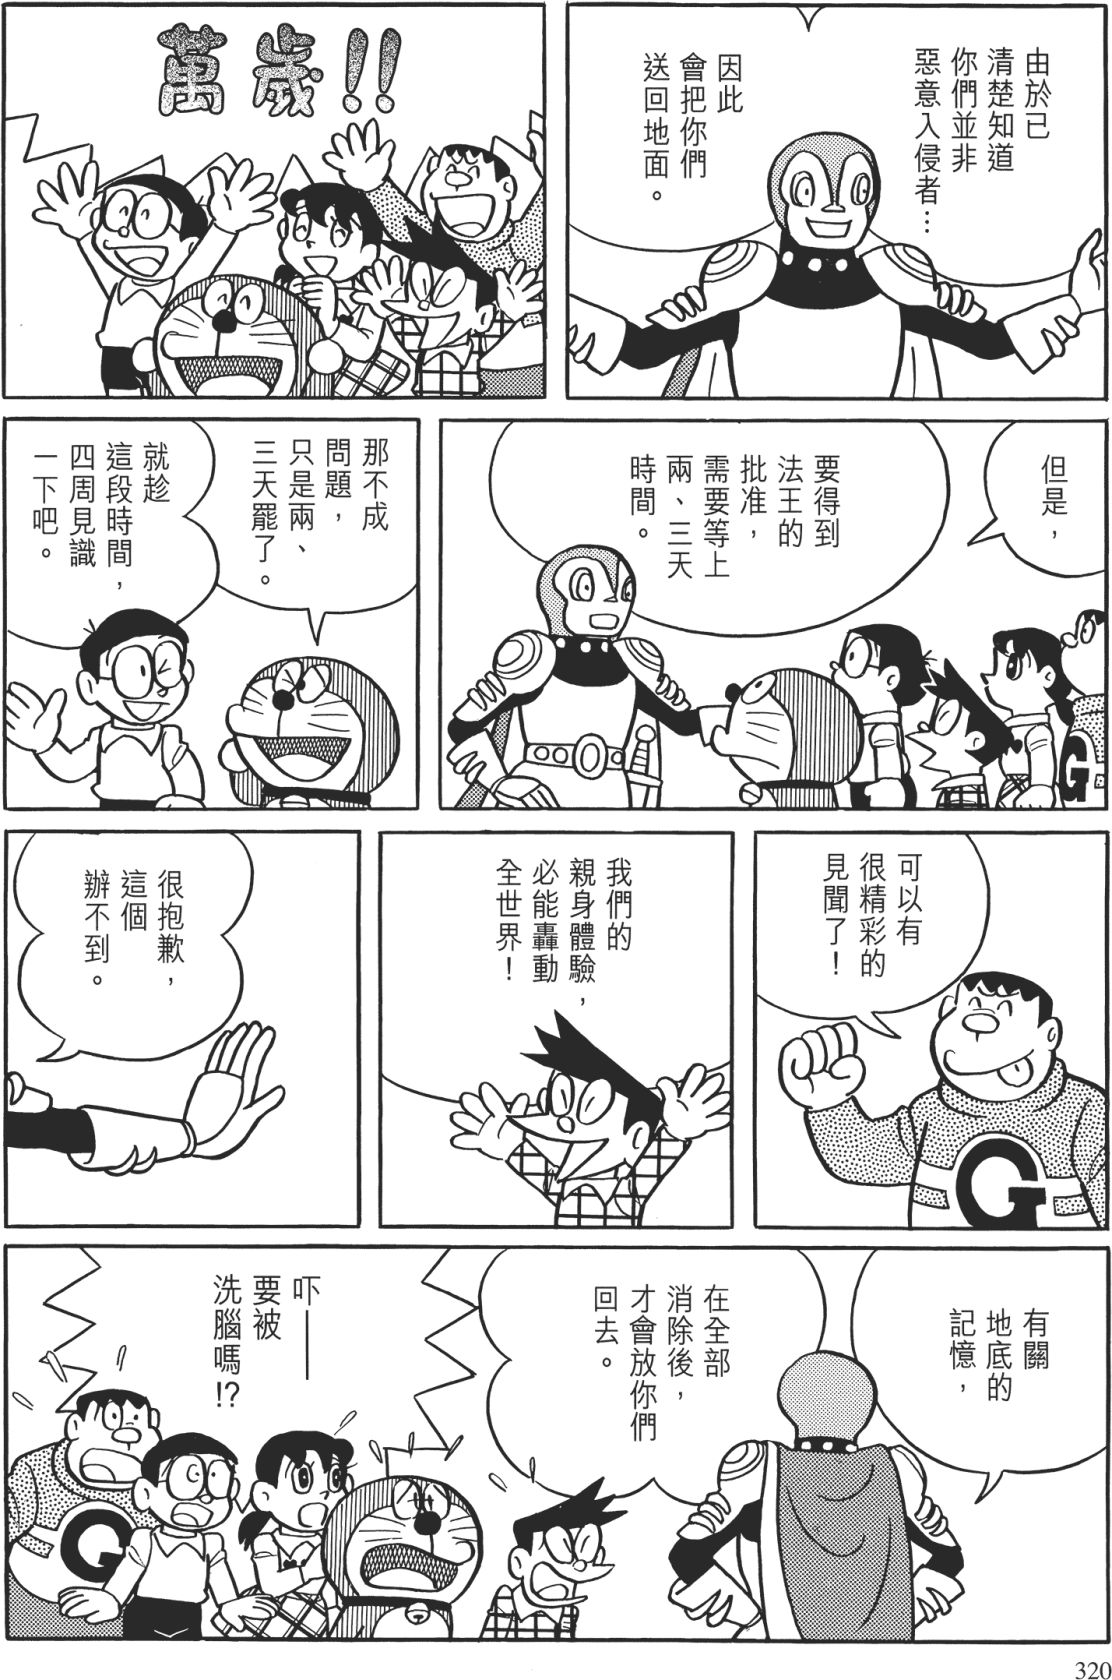 由於已
清楚知道
你們並非
惡意入侵者…
因此
會把你們
送回地面。
萬歲!!
但是，
要得到
法王的
批准，
需要等上
兩、三天
時間。
那不成
問題，
只是兩、
三天罷了。
就趁
這段時間，
四周見識
一下吧。
G
可以有
很精彩的
見聞了！
G
我們的
親身體驗，
必能轟動
全世界！
很抱歉，
這個
辦不到。
有關
地底的
記憶，
在全部
消除後，
才會放你們
回去。
吓——
要被
洗腦嗎!?
G
320